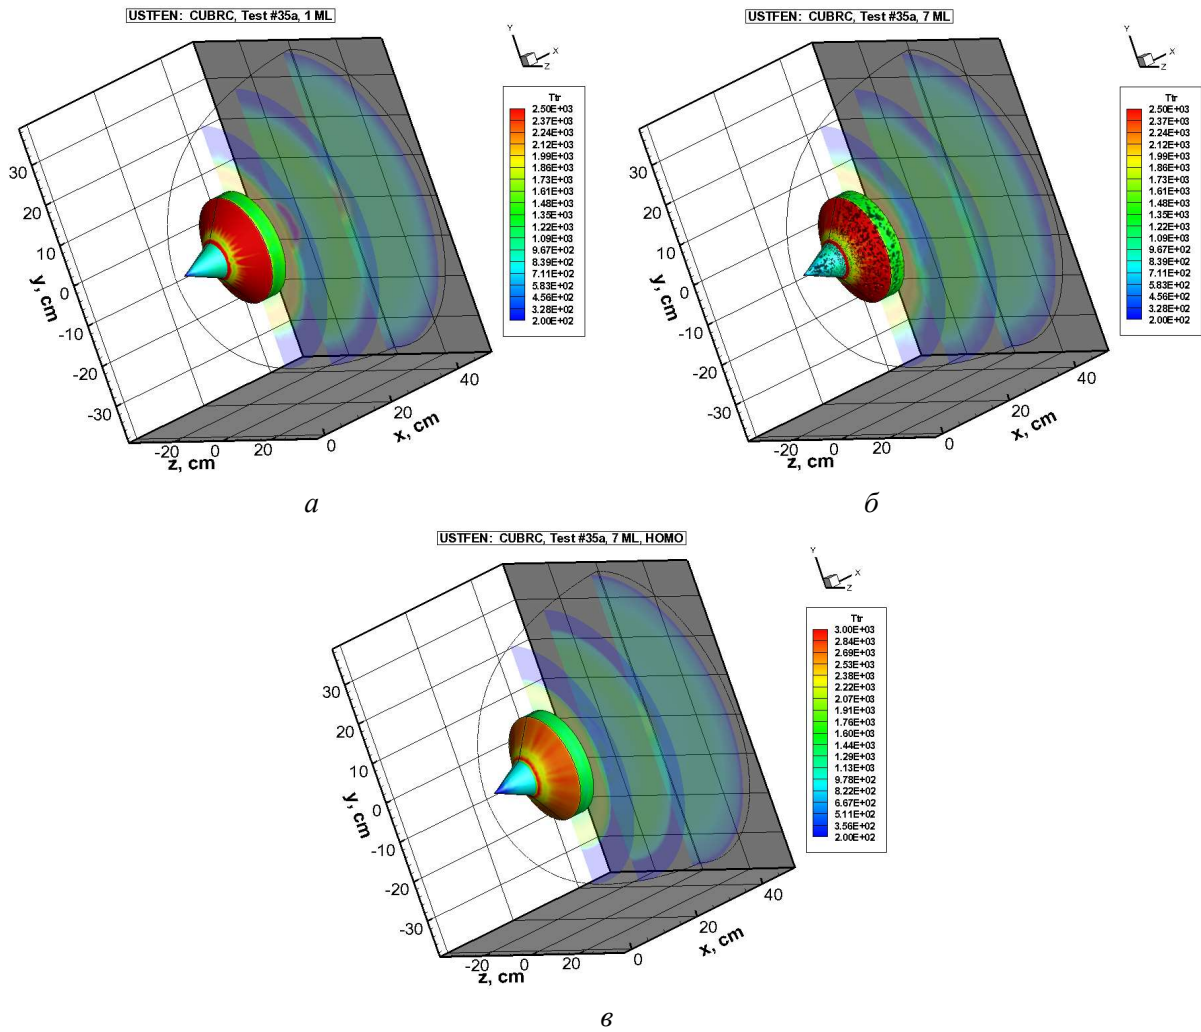 USTFEN: CUBRC, Test #35a, 1 ML
Y
X
Z
Ttr
2.50E+03
2.37E+03
2.24E+03
2.12E+03
1.99E+03
1.86E+03
1.73E+03
1.61E+03
1.48E+03
1.35E+03
1.22E+03
1.09E+03
9.67E+02
8.39E+02
7.11E+02
5.83E+02
4.56E+02
3.28E+02
2.00E+02
30
20
10
0
-10
-20
-30
y, cm
-20
0
20
z, cm
0
20
40
x, cm
а
USTFEN: CUBRC, Test #35a, 7 ML
Y
X
Z
Ttr
2.50E+03
2.37E+03
2.24E+03
2.12E+03
1.99E+03
1.86E+03
1.73E+03
1.61E+03
1.48E+03
1.35E+03
1.22E+03
1.09E+03
9.67E+02
8.39E+02
7.11E+02
5.83E+02
4.56E+02
3.28E+02
2.00E+02
30
20
10
0
-10
-20
-30
y, cm
-20
0
20
z, cm
0
20
40
x, cm
б
USTFEN: CUBRC, Test #35a, 7 ML, HOMO
Y
X
Z
Ttr
3.00E+03
2.84E+03
2.69E+03
2.53E+03
2.38E+03
2.22E+03
2.07E+03
1.91E+03
1.76E+03
1.60E+03
1.44E+03
1.29E+03
1.13E+03
9.78E+02
8.22E+02
6.67E+02
5.11E+02
3.56E+02
2.00E+02
30
20
10
0
-10
-20
-30
y, cm
-20
0
20
z, cm
0
20
40
x, cm
в